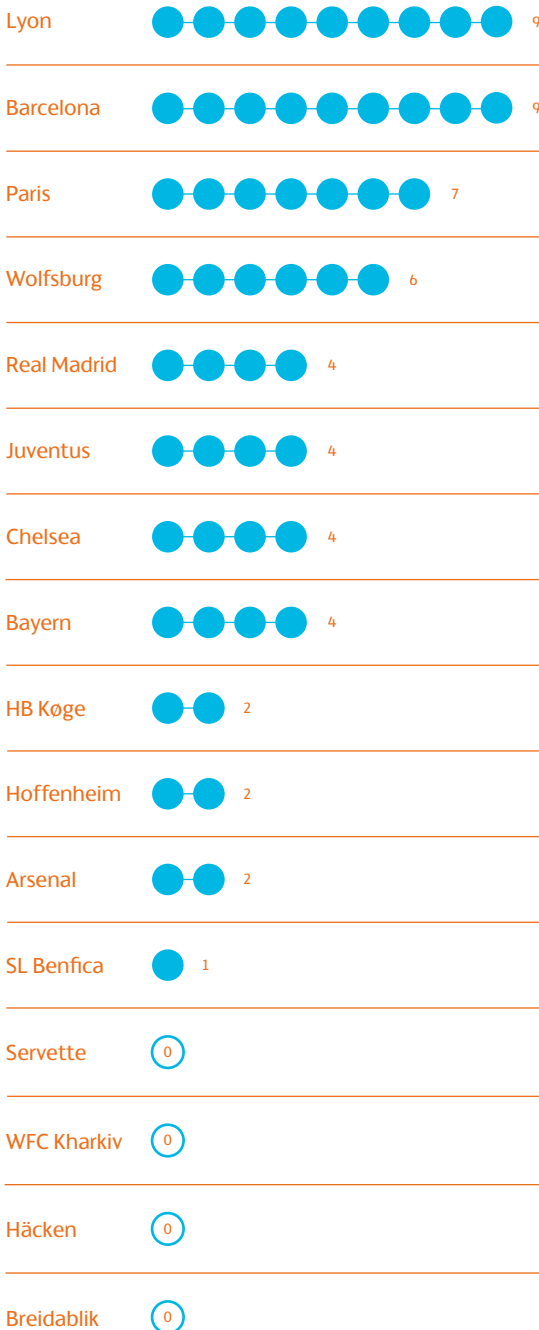 Lyon 9
Barcelona 9
Paris 7
Wolfsburg 6
Real Madrid 4
Juventus 4
Chelsea 4
Bayern 4
HB Køge 2
Hoffenheim 2
Arsenal 2
SL Benfica 1
Servette 0
WFC Kharkiv 0
Häcken 0
Breidablik 0